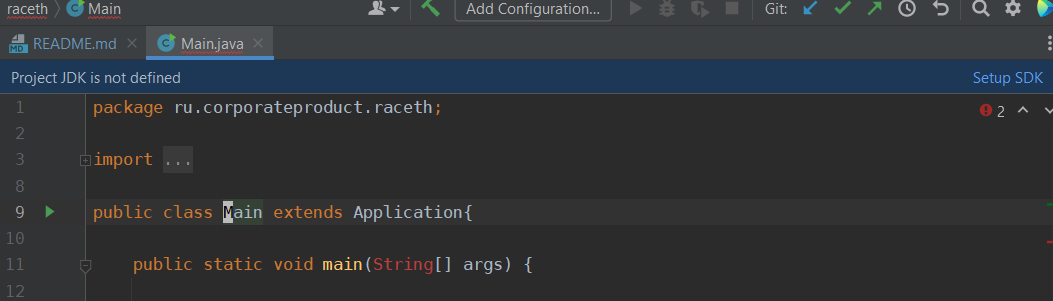 raceth Main Add Configuration... Git:
MD README.md C Main.java
Project JDK is not defined Setup SDK
1 package ru.corporateproduct.raceth; 2
2
3 import ...
8
9 public class Main extends Application{
10
11 public static void main(String[] args) {
12